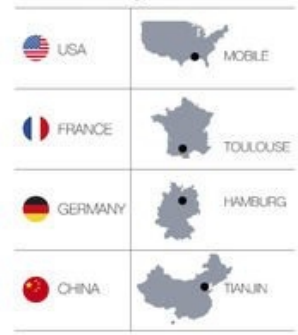 USA
MOBILE
FRANCE
TOULOUSE
GERMANY
HAMBURG
CHINA
TIANJIN